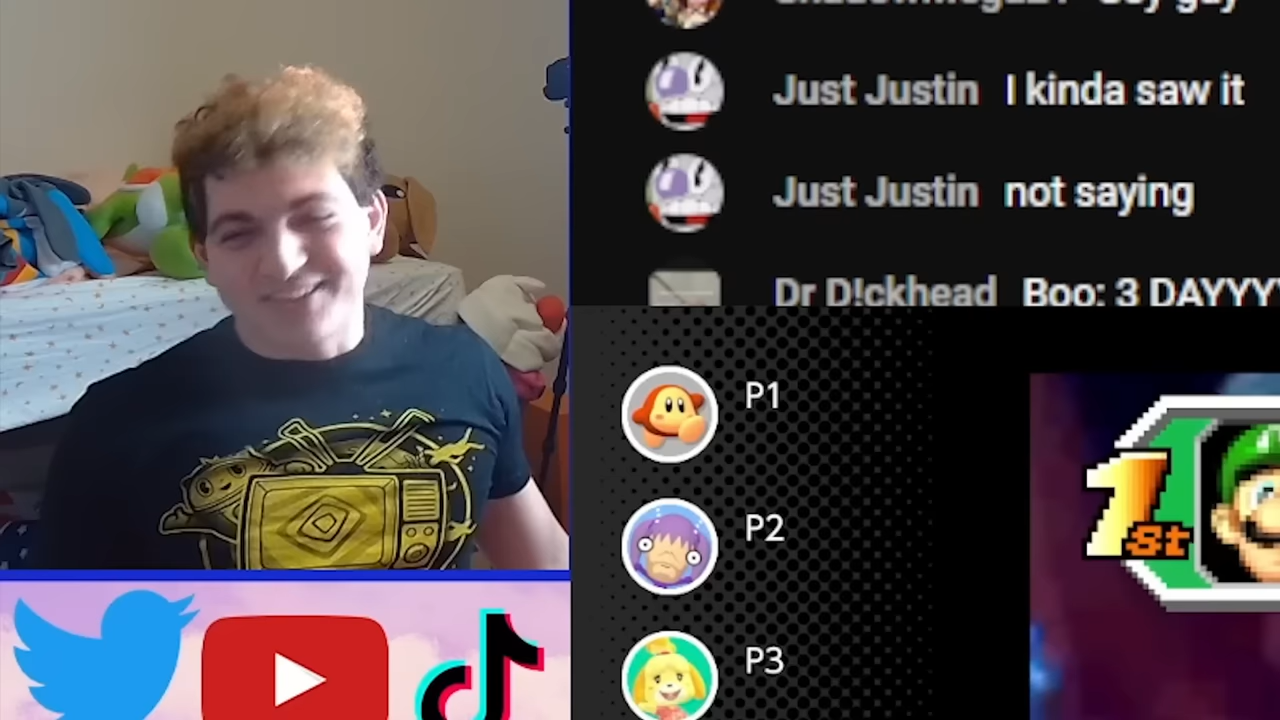 Just Justin I kinda saw it
Just Justin not saying
Dr D!ckhead Boo: 3 DAYYY
P1
P2
P3
1st